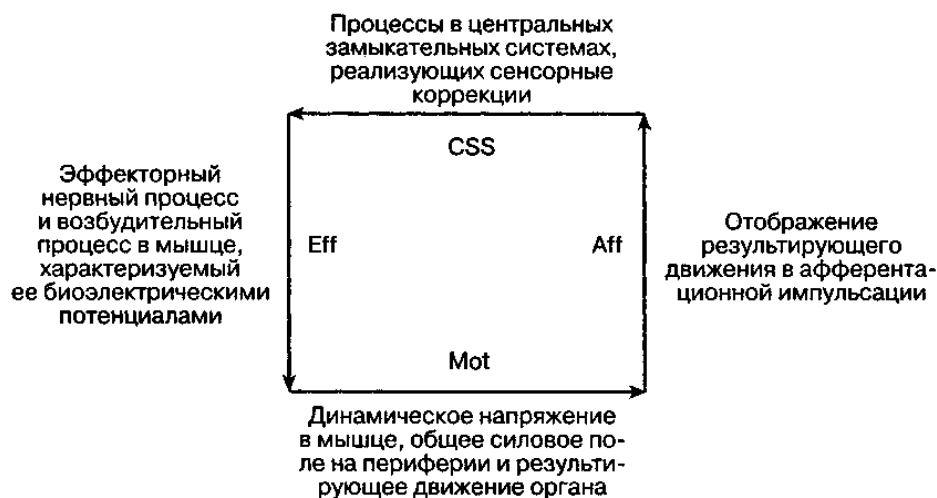 Процессы в центральных
замыкательных системах,
реализующих сенсорные
коррекции
CSS
Эффекторный
нервный процесс
и возбудительный
процесс в мышце,
характеризуемый
ее биоэлектрическими
потенциалами
Eff
Aff
Отображение
результирующего
движения в афферента-
ционной импульсации
Mot
Динамическое напряжение
в мышце, общее силовое по-
ле на периферии и результи-
рующее движение органа